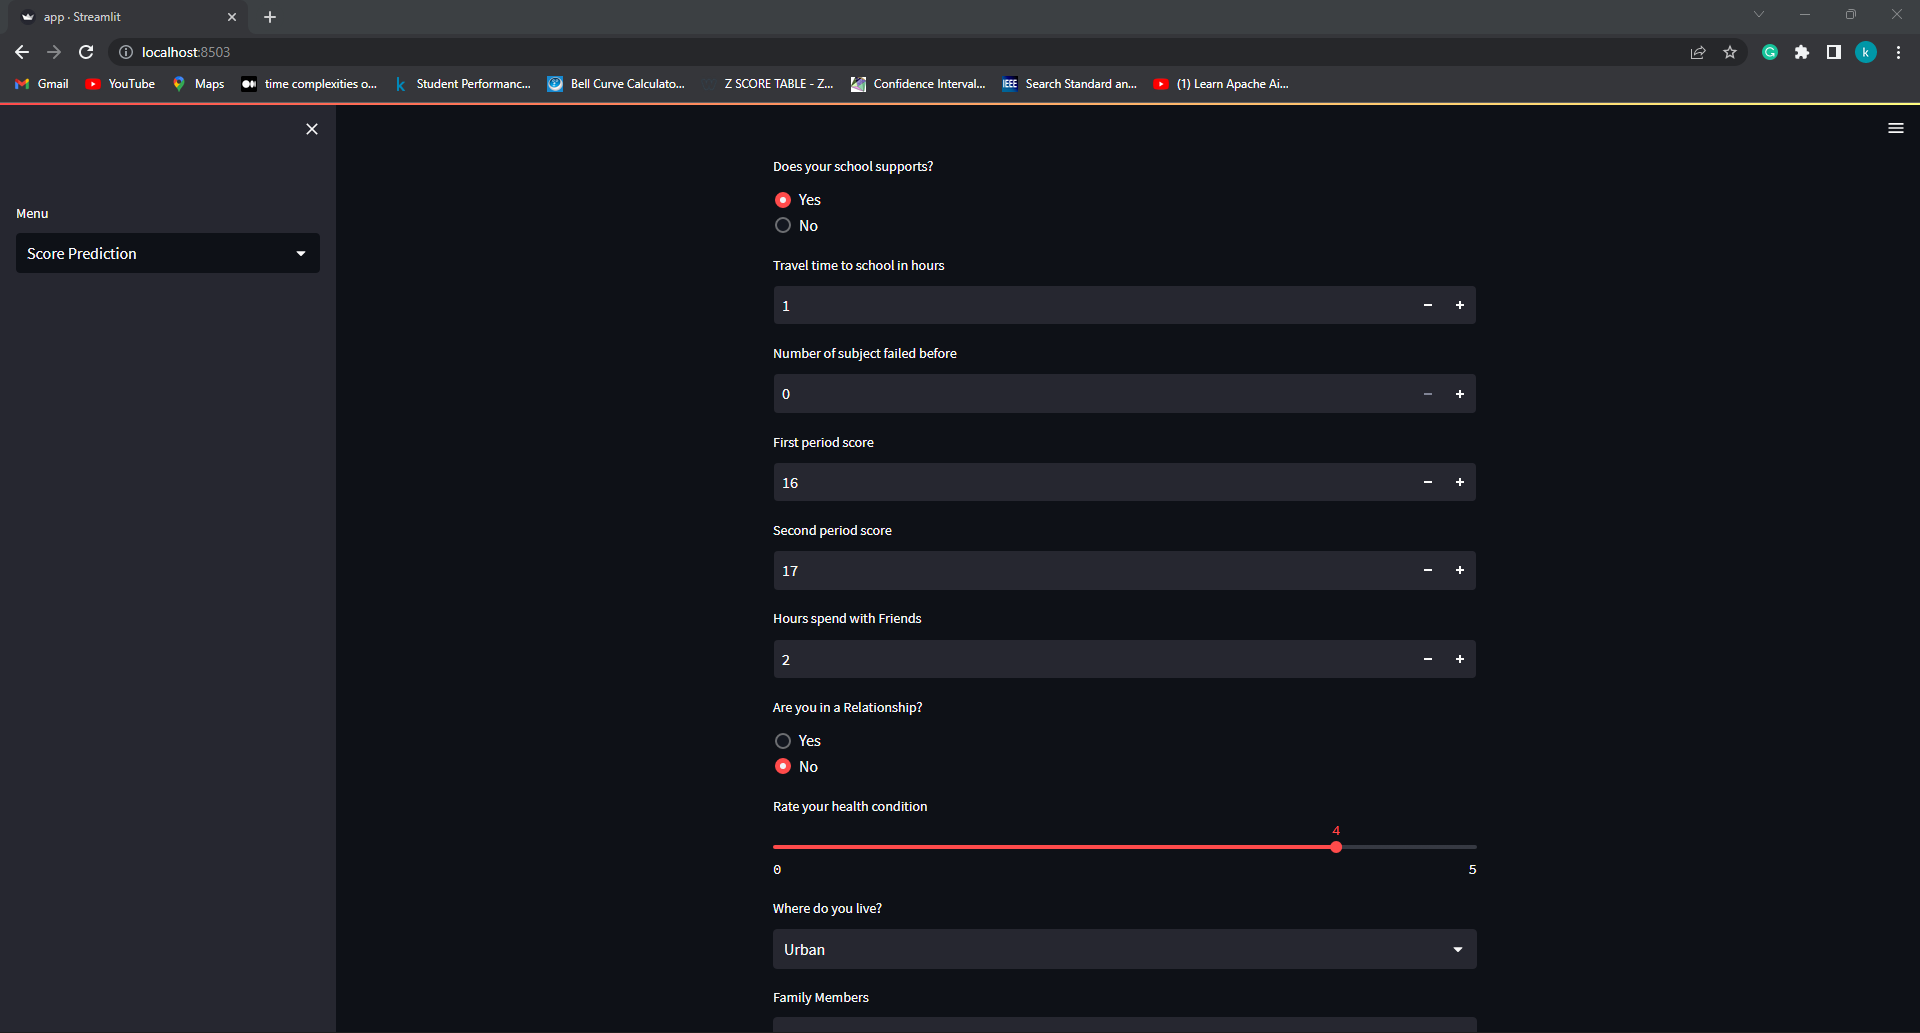 app · Streamlit
localhost:8503
k
Gmail
YouTube
Maps
time complexities o...
k Student Performanc...
Bell Curve Calculato...
Z SCORE TABLE - Z...
Confidence Interval...
IEEE Search Standard an...
(1) Learn Apache Ai...
Menu
Score Prediction
Does your school supports?
Yes
No
Travel time to school in hours
1
Number of subject failed before
0
First period score
16
Second period score
17
Hours spend with Friends
2
Are you in a Relationship?
Yes
No
Rate your health condition
4
0 5
Where do you live?
Urban
Family Members